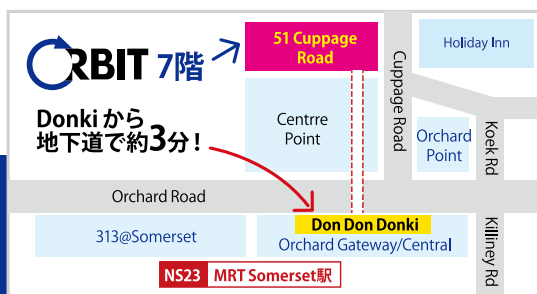 ORBIT 7階
51 Cuppage
Road
Cuppage Road
Holiday Inn
Donki から
地下道で約3分!
Centrre
Point
Orchard
Point
Koek Rd
Orchard Road
313@Somerset
Don Don Donki
Orchard Gateway/Central
Killiney Rd
NS23 MRT Somerset駅